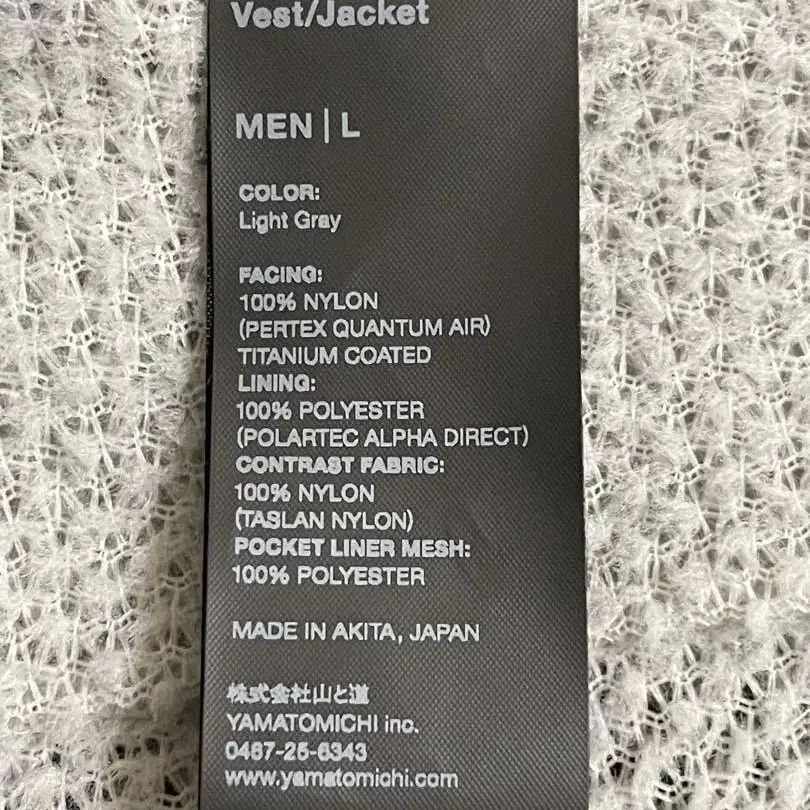 Vest/Jacket
MEN | L
COLOR:
Light Gray
FACING:
100% NYLON
(PERTEX QUANTUM AIR)
TITANIUM COATED
LINING:
100% POLYESTER
(POLARTEC ALPHA DIRECT)
CONTRAST FABRIC:
100% NYLON
(TASLAN NYLON)
POCKET LINER MESH:
100% POLYESTER
MADE IN AKITA, JAPAN
株式会社山と道
YAMATOMICHI inc.
0467-25-6343
www.yamatomichi.com